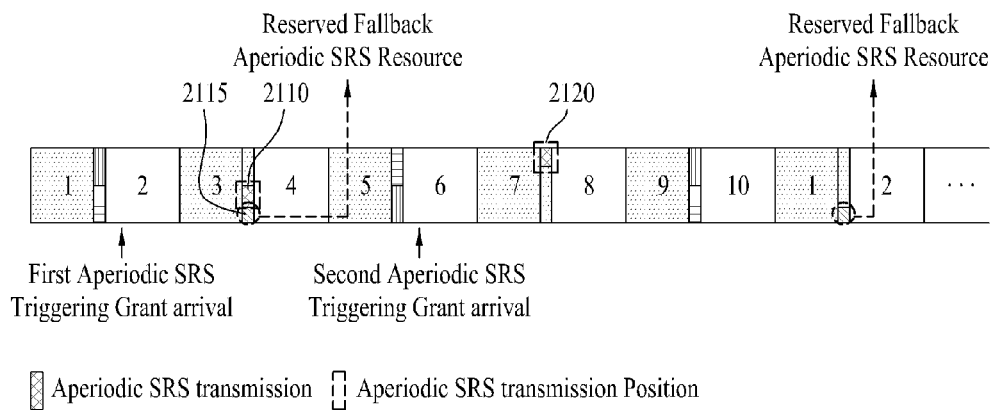 Reserved Fallback
Aperiodic SRS Resource
Reserved Fallback
Aperiodic SRS Resource
2115
2110
2120
1 2 3 4 5 6 7 8 9 10 1 2 ...
First Aperiodic SRS
Triggering Grant arrival
Second Aperiodic SRS
Triggering Grant arrival
Aperiodic SRS transmission
Aperiodic SRS transmission Position